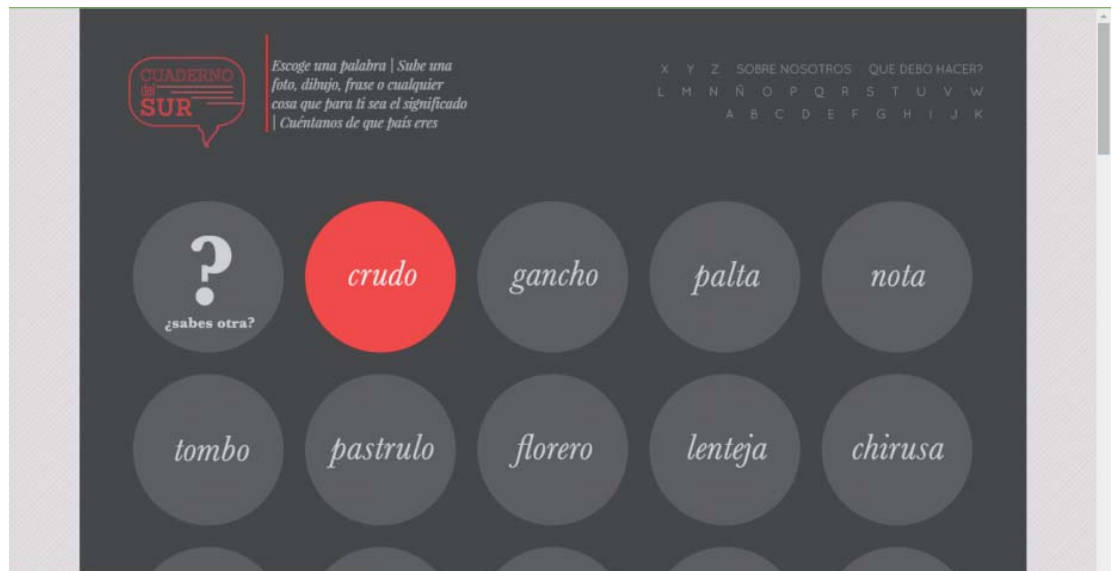 CUADERNO
del
SUR
Escoge una palabra | Sube una
foto, dibujo, frase o cualquier
cosa que para ti sea el significado
| Cuéntanos de que país eres
X Y Z SOBRE NOSOTROS QUE DEBO HACER?
L M N Ñ O P Q R S T U V W
A B C D E F G H I J K
?
¿sabes otra?
crudo
gancho
palta
nota
tombo
pastrulo
florero
lenteja
chirusa